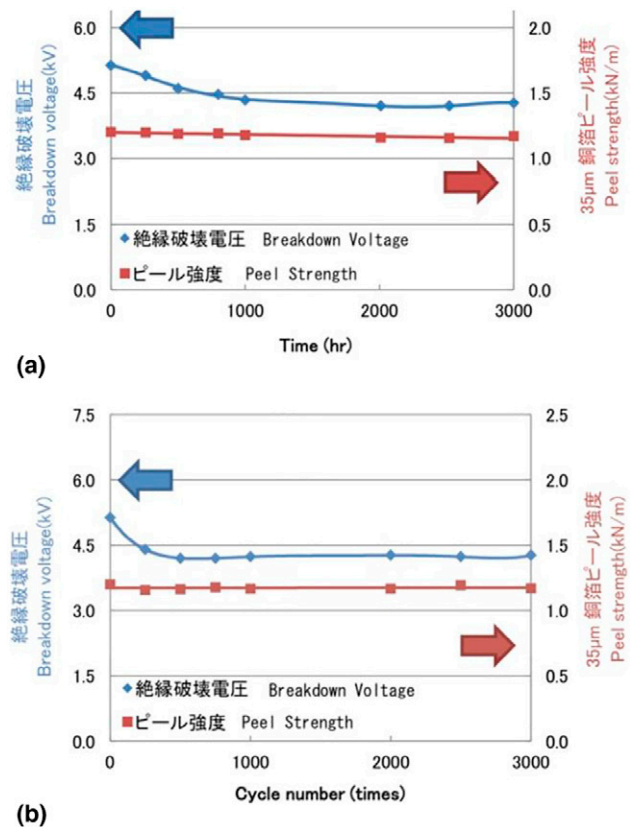 6.0
4.5
3.0
1.5
0.0
絶縁破壊電圧
Breakdown voltage(kV)
2.0
1.5
1.0
0.5
0.0
35μm 銅箔ピール強度
Peel strength(kN/m)
絶縁破壊電圧 Breakdown Voltage
ピール強度 Peel Strength
0 1000 2000 3000
Time (hr)
(a)
7.5
6.0
4.5
3.0
1.5
0.0
絶縁破壊電圧
Breakdown voltage(kV)
2.5
2.0
1.5
1.0
0.5
0.0
35μm 銅箔ピール強度
Peel stremgth(kN/m)
絶縁破壊電圧 Breakdown Voltage
ピール強度 Peel Strength
0 1000 2000 3000
Cycle number (times)
(b)